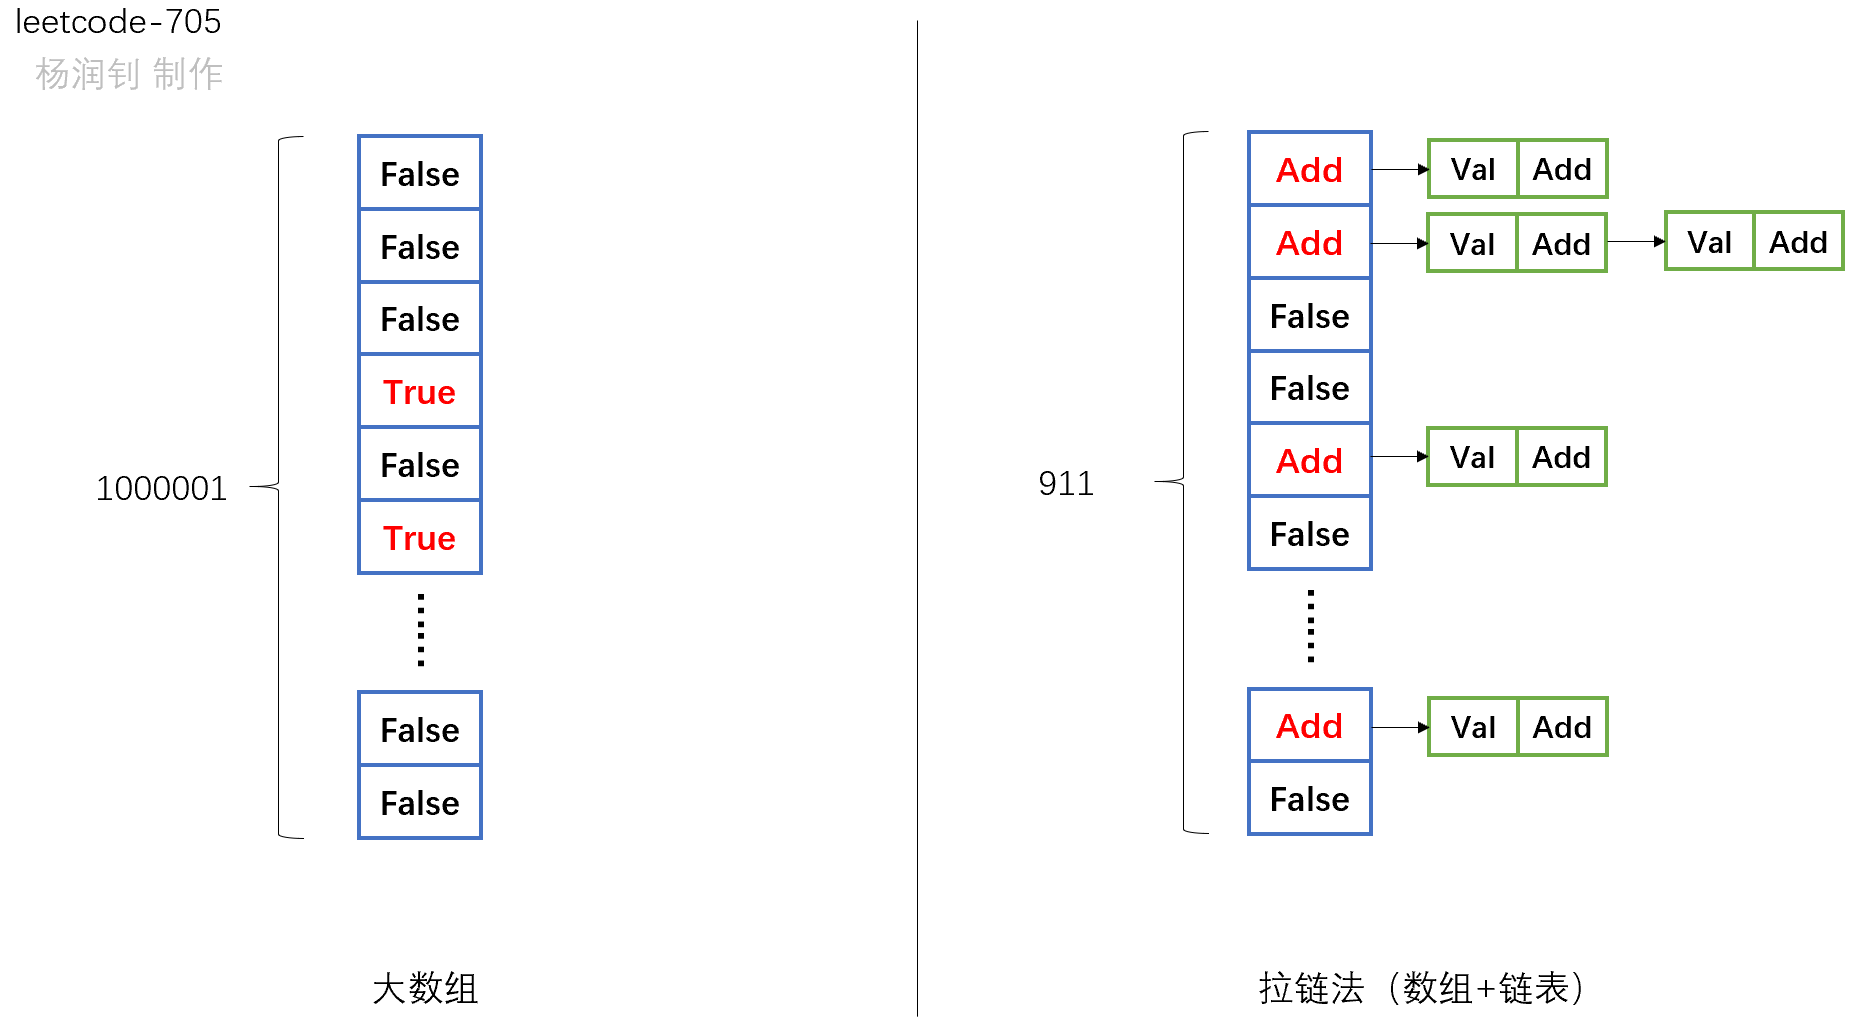 leetcode-705
杨润钊 制作
1000001
False
False
False
True
False
True
False
False
大数组
911
Add Val Add
Add Val Add Val Add
False
False
Add Val Add
False
Add Val Add
False
拉链法（数组+链表）